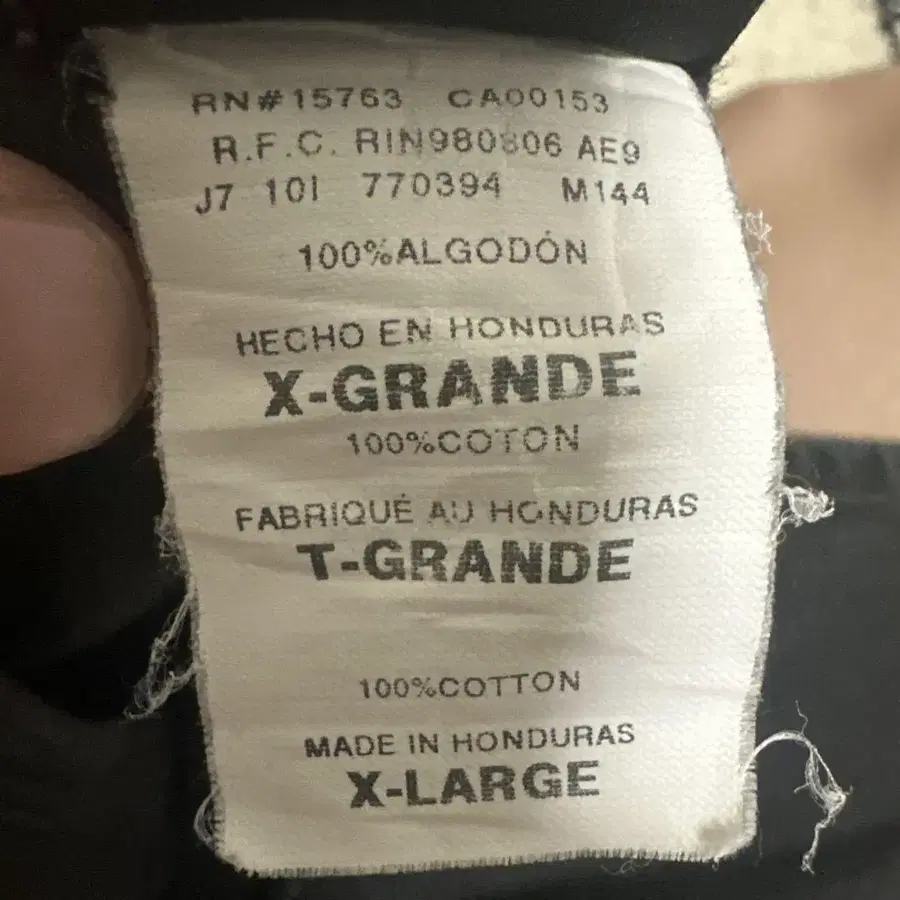 RN#15763 CA00153
R.F.C. RIN980806 AE9
J7 10I 770394 M144
100%ALGODÓN
HECHO EN HONDURAS
X-GRANDE
100%COTON
FABRIQUÉ AU HONDURAS
T-GRANDE
100%COTTON
MADE IN HONDURAS
X-LARGE